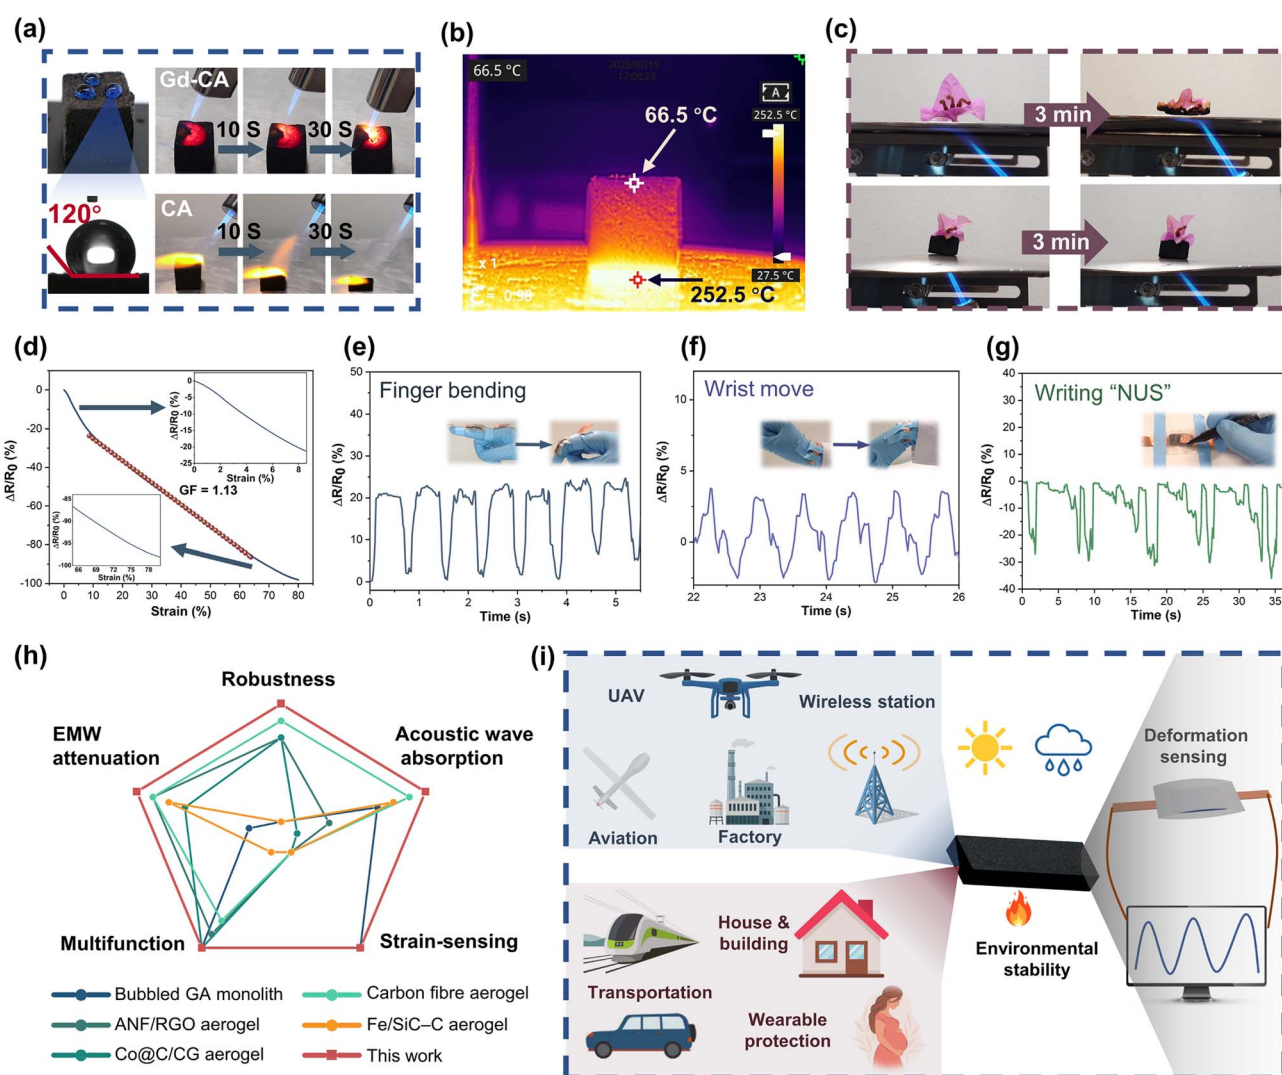 (a)
Gd-CA
10 S
30 S
120°
CA
10 S
30 S
(b)
66.5 °C
2023/02/15
17:08:23
A
66.5 °C
252.5 °C
x 1
27.5 °C
252.5 °C
(c)
3 min
3 min
(d)
ΔR/R0 (%)
0
-20
-40
-60
-80
-100
0
10
20
30
40
50
60
70
80
Strain (%)
ΔR/R0 (%)
0
-5
-10
-15
-20
-25
0
2
4
6
8
Strain (%)
GF = 1.13
ΔR/R0 (%)
-85
-90
-95
-100
66
69
72
75
78
Strain (%)
(e)
Finger bending
ΔR/R0 (%)
50
40
30
20
10
0
0
1
2
3
4
5
Time (s)
(f)
Wrist move
ΔR/R0 (%)
10
5
0
22
23
24
25
26
Time (s)
(g)
Writing “NUS”
ΔR/R0 (%)
40
30
20
10
0
-10
-20
-30
-40
0
5
10
15
20
25
30
35
Time (s)
(h)
Robustness
EMW
attenuation
Acoustic wave
absorption
Multifunction
Strain-sensing
Bubbled GA monolith
Carbon fibre aerogel
ANF/RGO aerogel
Fe/SiC–C aerogel
Co@C/CG aerogel
This work
(i)
UAV
Wireless station
Aviation
Factory
House &
building
Transportation
Wearable
protection
Environmental
stability
Deformation
sensing